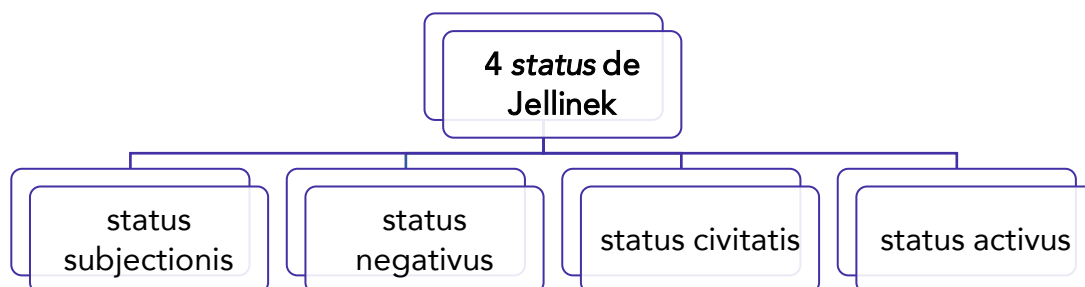 4 status de
Jellinek
status
subjectionis
status
negativus
status civitatis
status activus